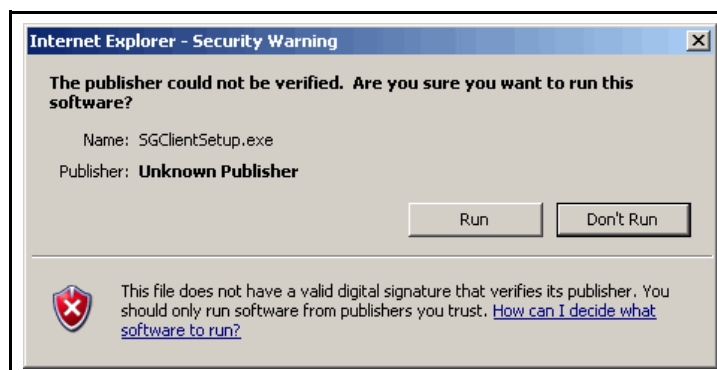 Internet Explorer - Security Warning
The publisher could not be verified.  Are you sure you want to run this
software?
Name: SGClientSetup.exe
Publisher: Unknown Publisher
Run
Don't Run
This file does not have a valid digital signature that verifies its publisher. You
should only run software from publishers you trust. How can I decide what
software to run?